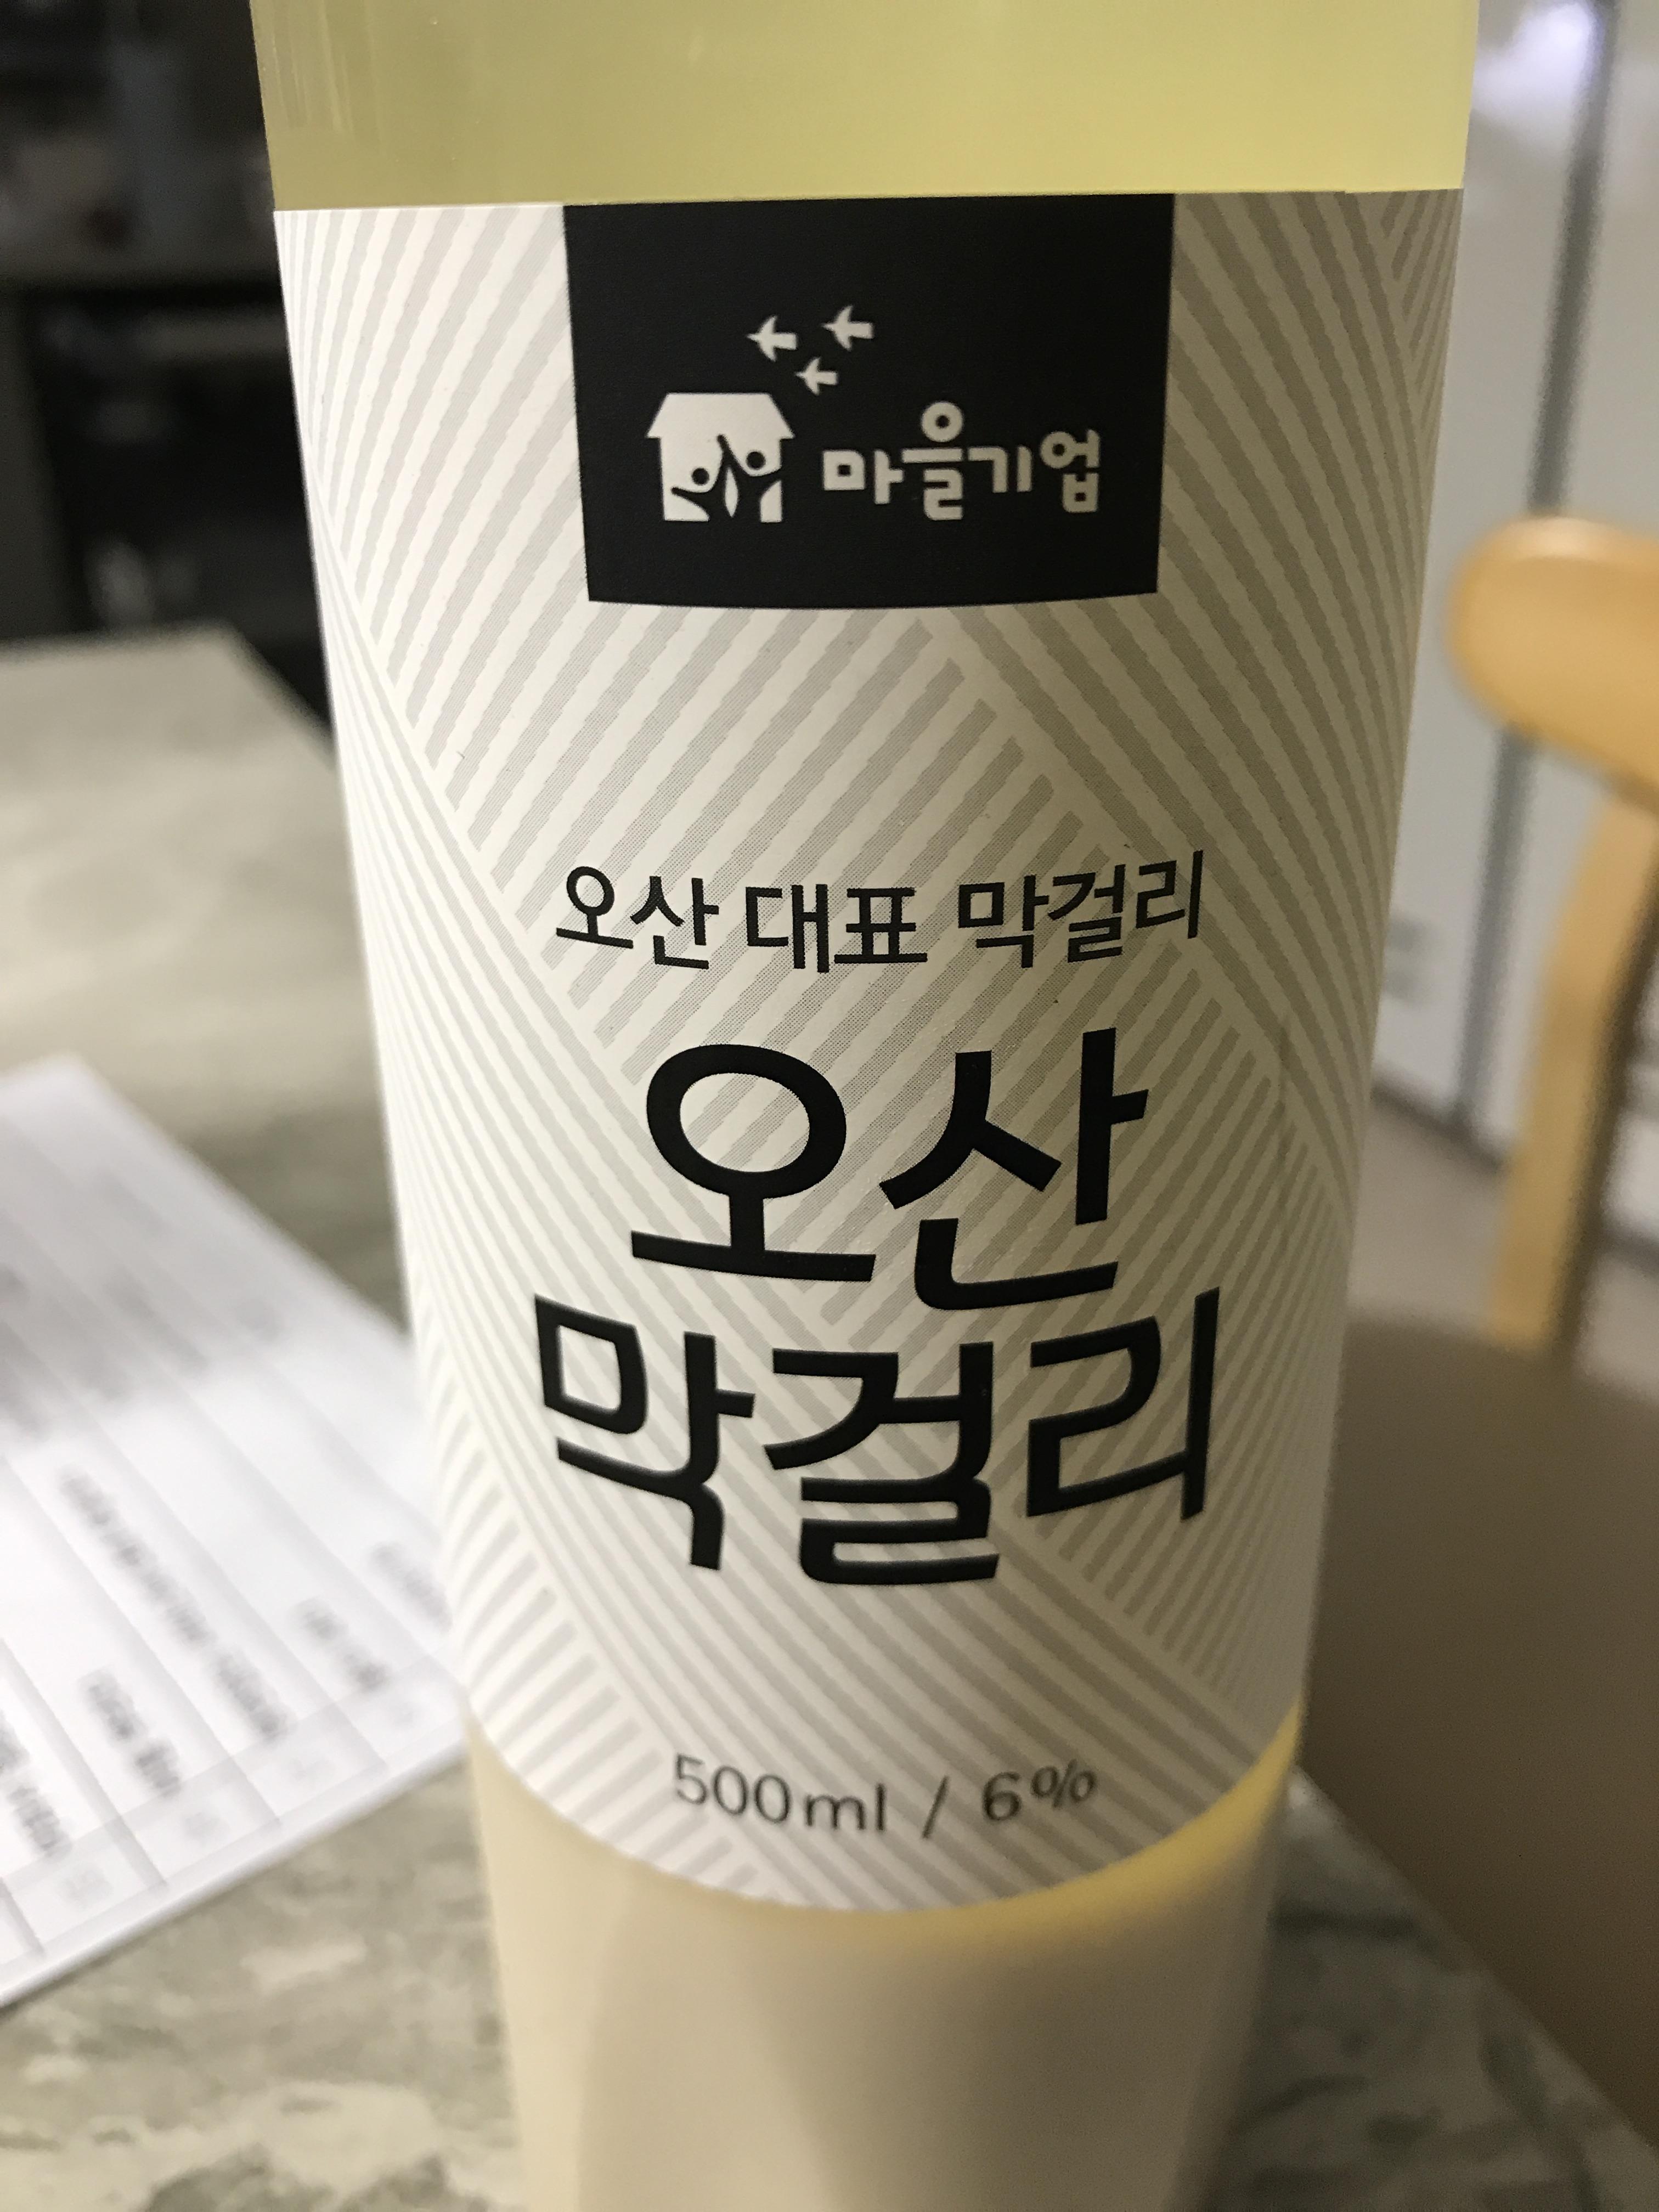 마을기업
오산 대표 막걸리
오산
막걸리
500ml / 6%